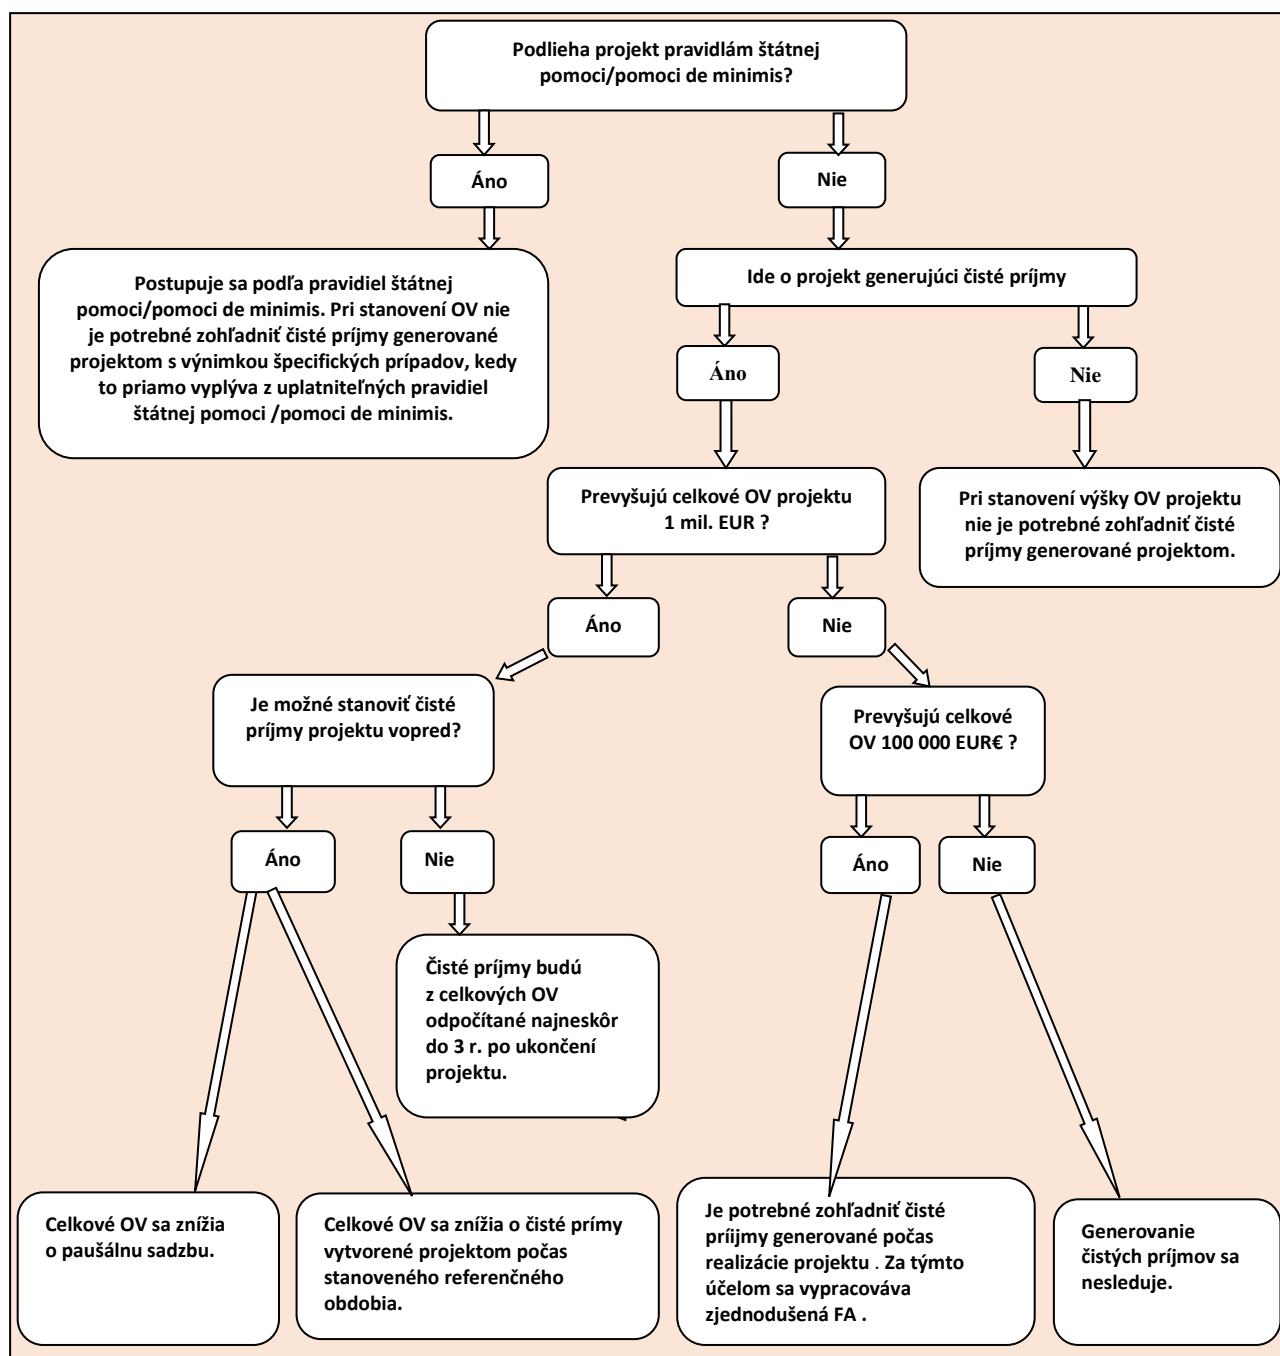 Podlieha projekt pravidlám štátnej
pomoci/pomoci de minimis?
Áno
Nie
Postupuje sa podľa pravidiel štátnej
pomoci/pomoci de minimis. Pri stanovení OV nie
je potrebné zohľadniť čisté príjmy generované
projektom s výnimkou špecifických prípadov, kedy
to priamo vyplýva z uplatniteľných pravidiel
štátnej pomoci /pomoci de minimis.
Ide o projekt generujúci čisté príjmy
Áno
Nie
Prevyšujú celkové OV projektu
1 mil. EUR ?
Pri stanovení výšky OV projektu
nie je potrebné zohľadniť čisté
príjmy generované projektom.
Áno
Nie
Je možné stanoviť čisté
príjmy projektu vopred?
Prevyšujú celkové
OV 100 000 EUR€ ?
Áno
Nie
Áno
Nie
Čisté príjmy budú
z celkových OV
odpočítané najneskôr
do 3 r. po ukončení
projektu.
Celkové OV sa znížia
o paušálnu sadzbu.
Celkové OV sa znížia o čisté prímy
vytvorené projektom počas
stanoveného referenčného
obdobia.
Je potrebné zohľadniť čisté
príijmy generované počas
realizácie projektu . Za týmto
účelom sa vypracováva
zjednodušená FA .
Generovanie
čistých príjmov sa
nesleduje.